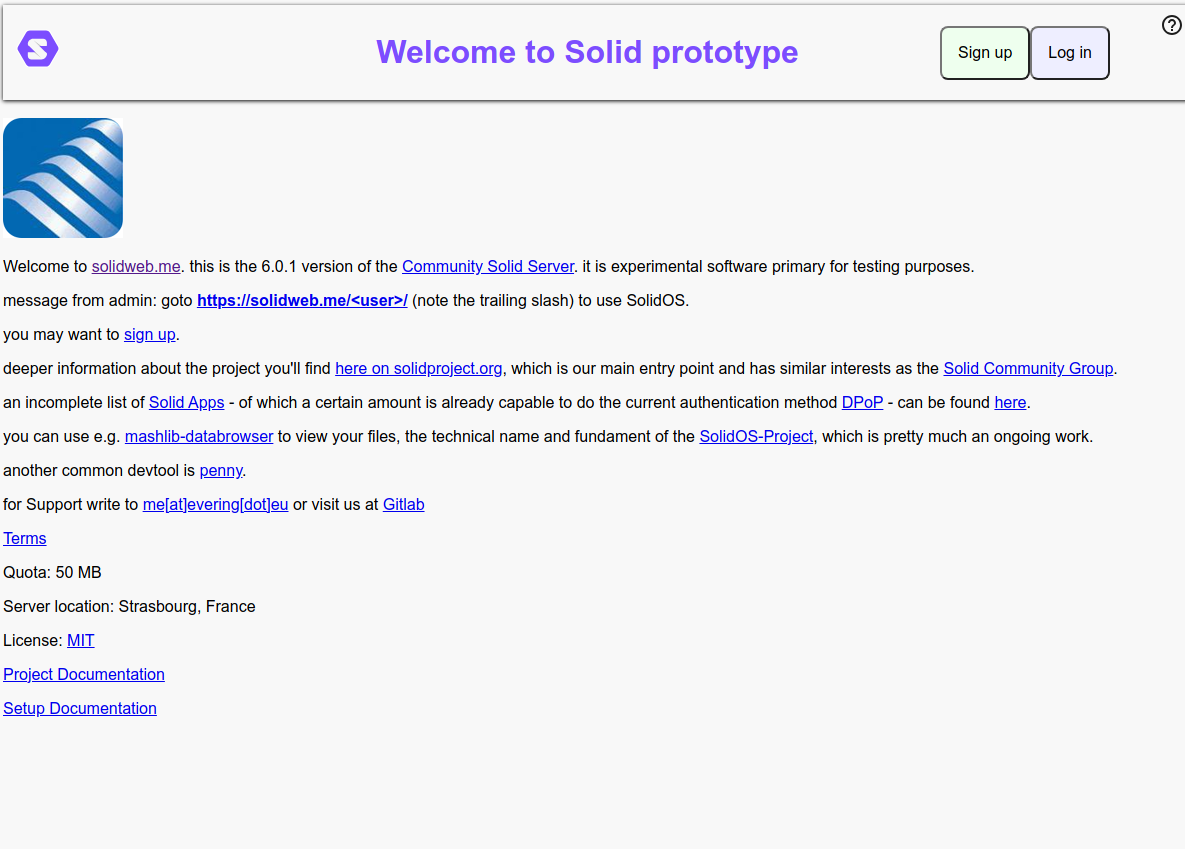 Welcome to Solid prototype
Sign up
Log in
Welcome to solidweb.me. this is the 6.0.1 version of the Community Solid Server. it is experimental software primary for testing purposes.
message from admin: goto https://solidweb.me/<user>/ (note the trailing slash) to use SolidOS.
you may want to sign up.
deeper information about the project you'll find here on solidproject.org, which is our main entry point and has similar interests as the Solid Community Group.
an incomplete list of Solid Apps - of which a certain amount is already capable to do the current authentication method DPoP - can be found here.
you can use e.g. mashlib-databrowser to view your files, the technical name and fundament of the SolidOS-Project, which is pretty much an ongoing work.
another common devtool is penny.
for Support write to me[at]evering[dot]eu or visit us at Gitlab
Terms
Quota: 50 MB
Server location: Strasbourg, France
License: MIT
Project Documentation
Setup Documentation